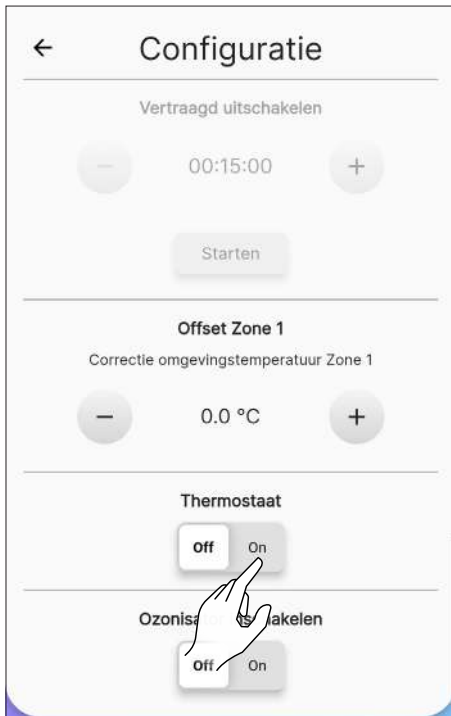 Configuratie
Vertraagd uitschakelen
00:15:00
Starten
Offset Zone 1
Correctie omgevingstemperatuur Zone 1
0.0 °C
Thermostaat
Off On
Off On